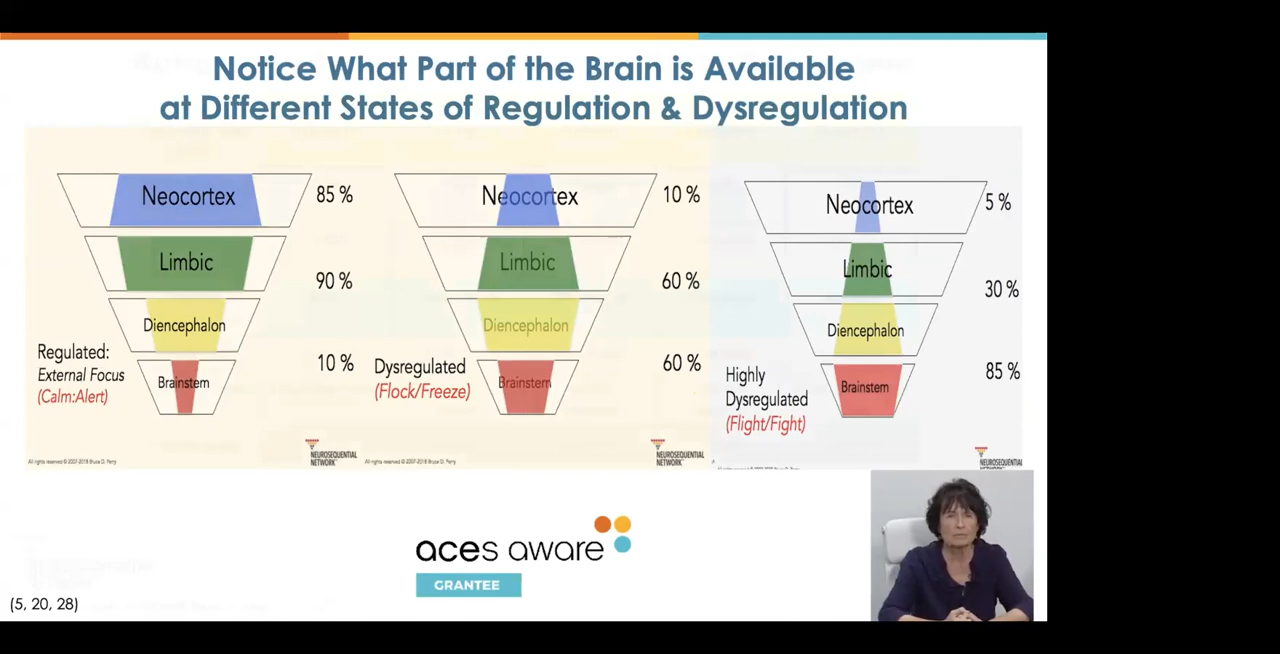 Notice What Part of the Brain is Available
at Different States of Regulation & Dysregulation
Neocortex
85 %
Limbic
90 %
Diencephalon
10 %
Brainstem
Regulated:
External Focus
(Calm:Alert)
All rights reserved © 2007-2018 Bruce D. Perry
NEUROSEQUENTIAL
NETWORK
Neocortex
10 %
Limbic
60 %
Diencephalon
60 %
Brainstem
Dysregulated
(Flock/Freeze)
All rights reserved © 2007-2018 Bruce D. Perry
NEUROSEQUENTIAL
NETWORK
Neocortex
5 %
Limbic
30 %
Diencephalon
85 %
Brainstem
Highly
Dysregulated
(Flight/Fight)
NEUROSEQUENTIAL
NETWORK
aces aware
GRANTEE
(5, 20, 28)